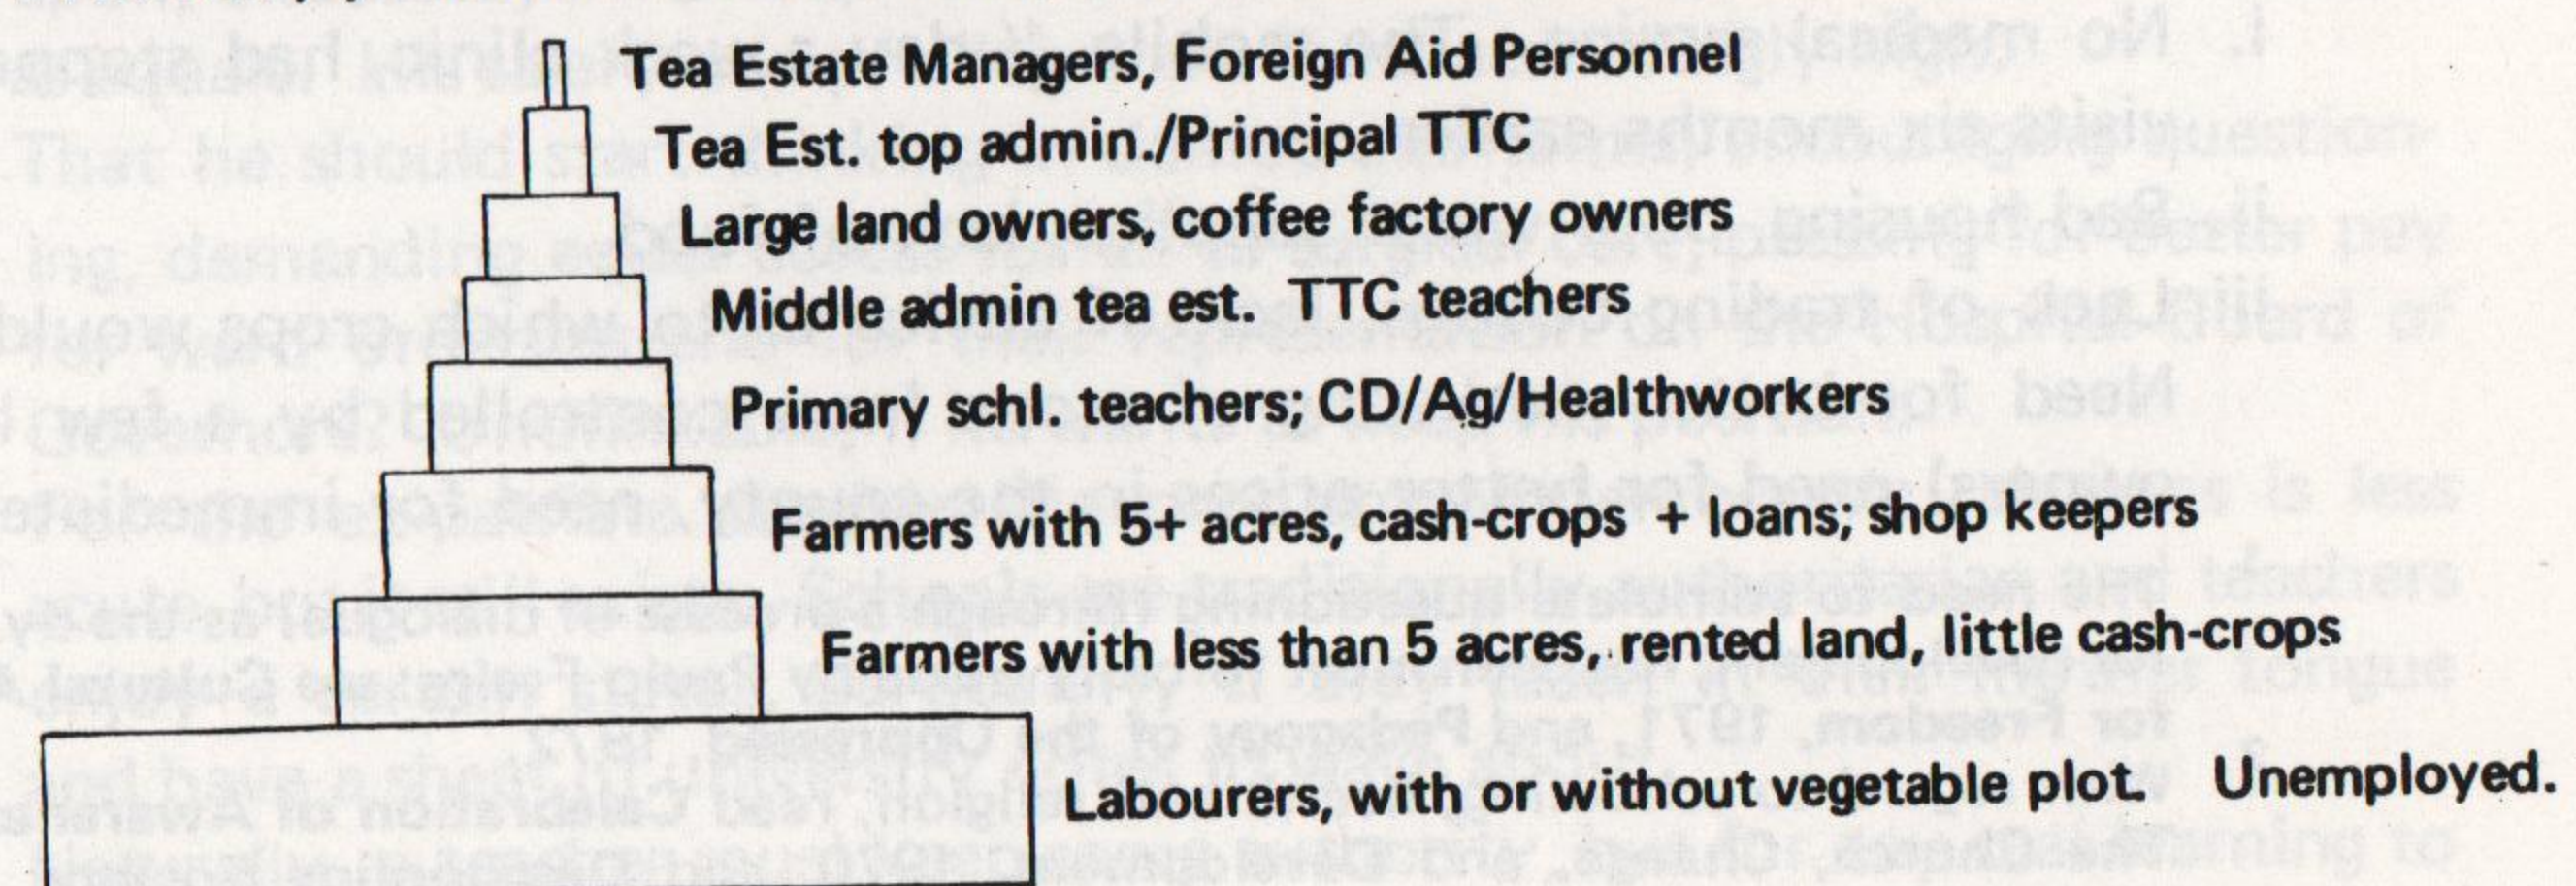 Tea Estate Managers, Foreign Aid Personnel
Tea Est. top admin./Principal TTC
Large land owners, coffee factory owners
Middle admin tea est. TTC teachers
Primary schl. teachers; CD/Ag/Healthworkers
Farmers with 5+ acres, cash-crops + loans; shop keepers
Farmers with less than 5 acres, rented land, little cash-crops
Labourers, with or without vegetable plot. Unemployed.